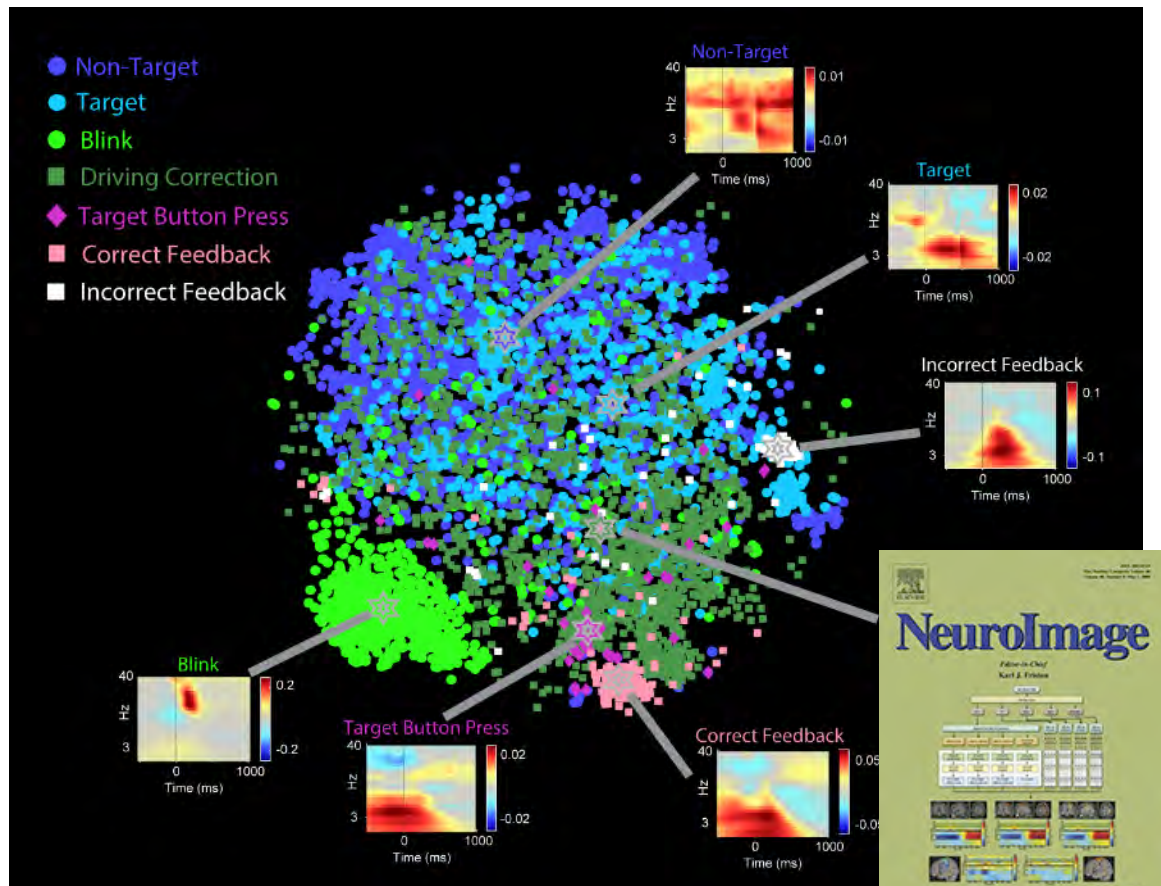 Non-Target
Target
Blink
Driving Correction
Target Button Press
Correct Feedback
Incorrect Feedback
Non-Target
40
Hz
3
0
1000
Time (ms)
0.01
-0.01
Target
40
Hz
3
0
1000
Time (ms)
0.02
-0.02
Incorrect Feedback
40
Hz
3
0
1000
Time (ms)
0.1
-0.1
Blink
40
Hz
3
0
1000
Time (ms)
0.2
-0.2
Target Button Press
40
Hz
3
0
1000
Time (ms)
0.02
-0.02
Correct Feedback
40
Hz
3
0
1000
Time (ms)
0.05
-0.05
NeuroImage
Editor-in-Chief
Karl J. Friston